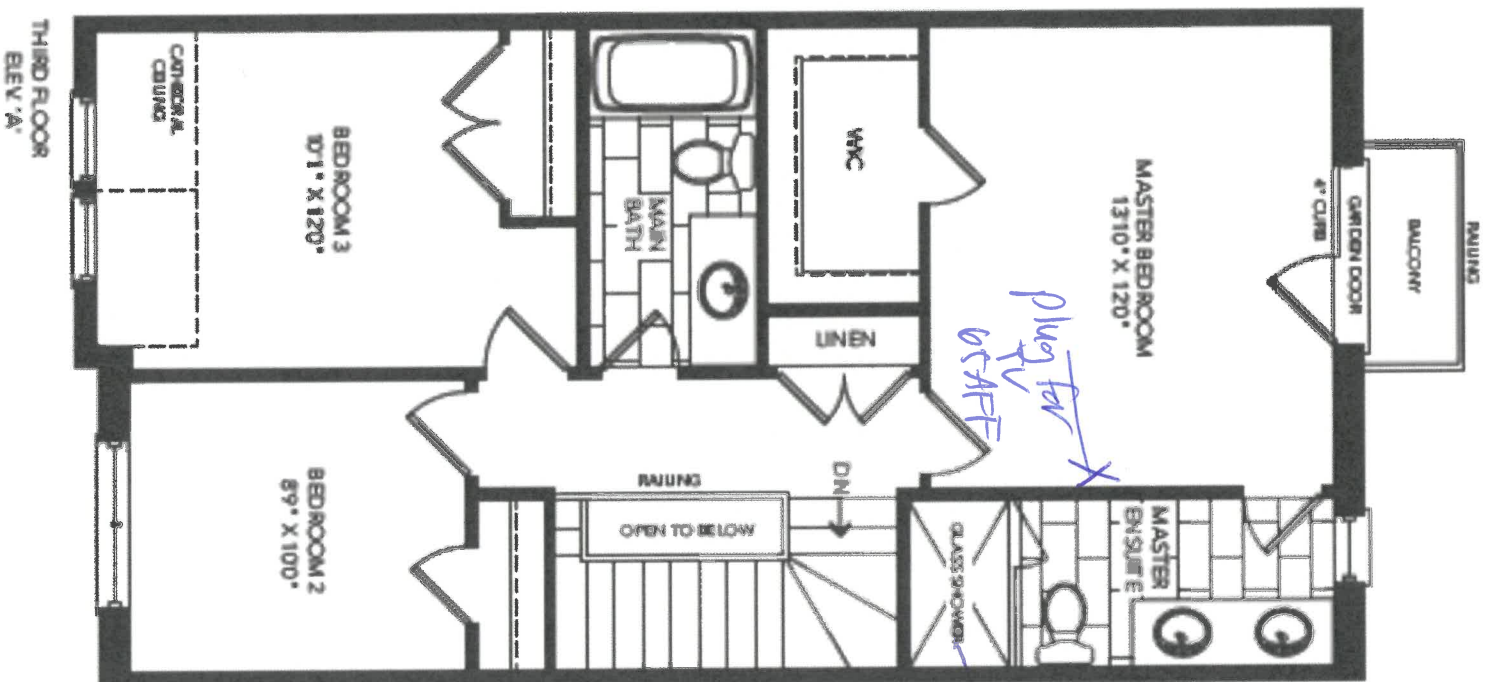 RAILING
BALCONY
GARDEN DOOR
4" CURB
MASTER BEDROOM
13'10" X 12'0"
plug for
TV
65 AFF
MASTER
ENSUITE
GLASS SHOWER
WIC
LINEN
DN
RAILING
OPEN TO BELOW
MAIN
BATH
BEDROOM 3
10'1" X 12'0"
CATHEDRAL
CEILING
BEDROOM 2
8'9" X 10'0"
THIRD FLOOR
ELEV. 'A'